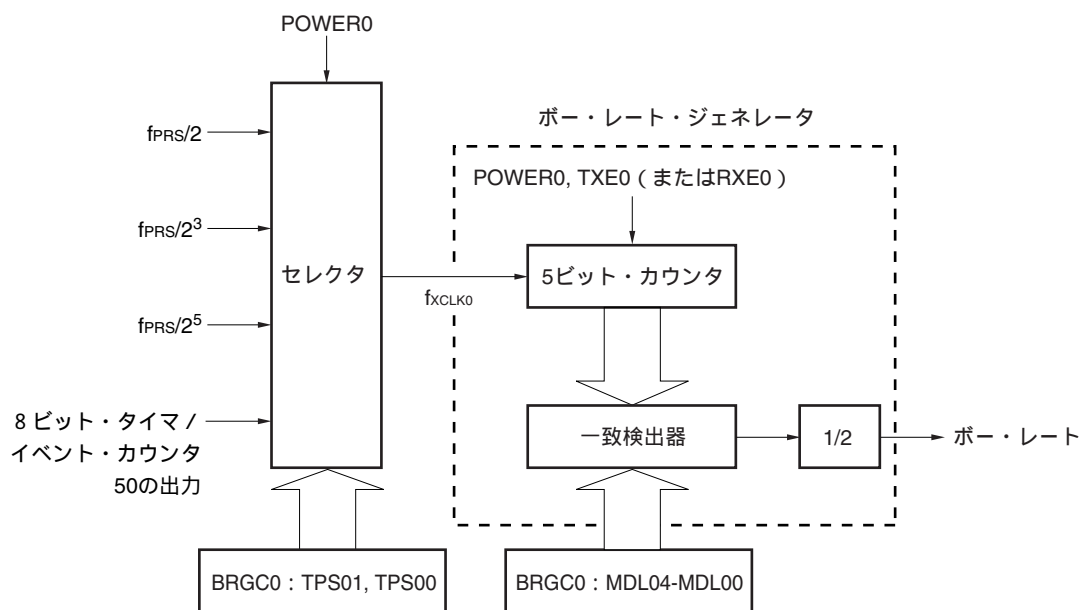 POWER0
fPRS/2
fPRS/2³
fPRS/2⁵
8 ビット・タイマ /
イベント・カウンタ
50の出力
セレクタ
fXCLK0
ボー・レート・ジェネレータ
POWER0, TXE0（またはRXE0）
5ビット・カウンタ
一致検出器
1/2
ボー・レート
BRGC0：TPS01, TPS00
BRGC0：MDL04-MDL00